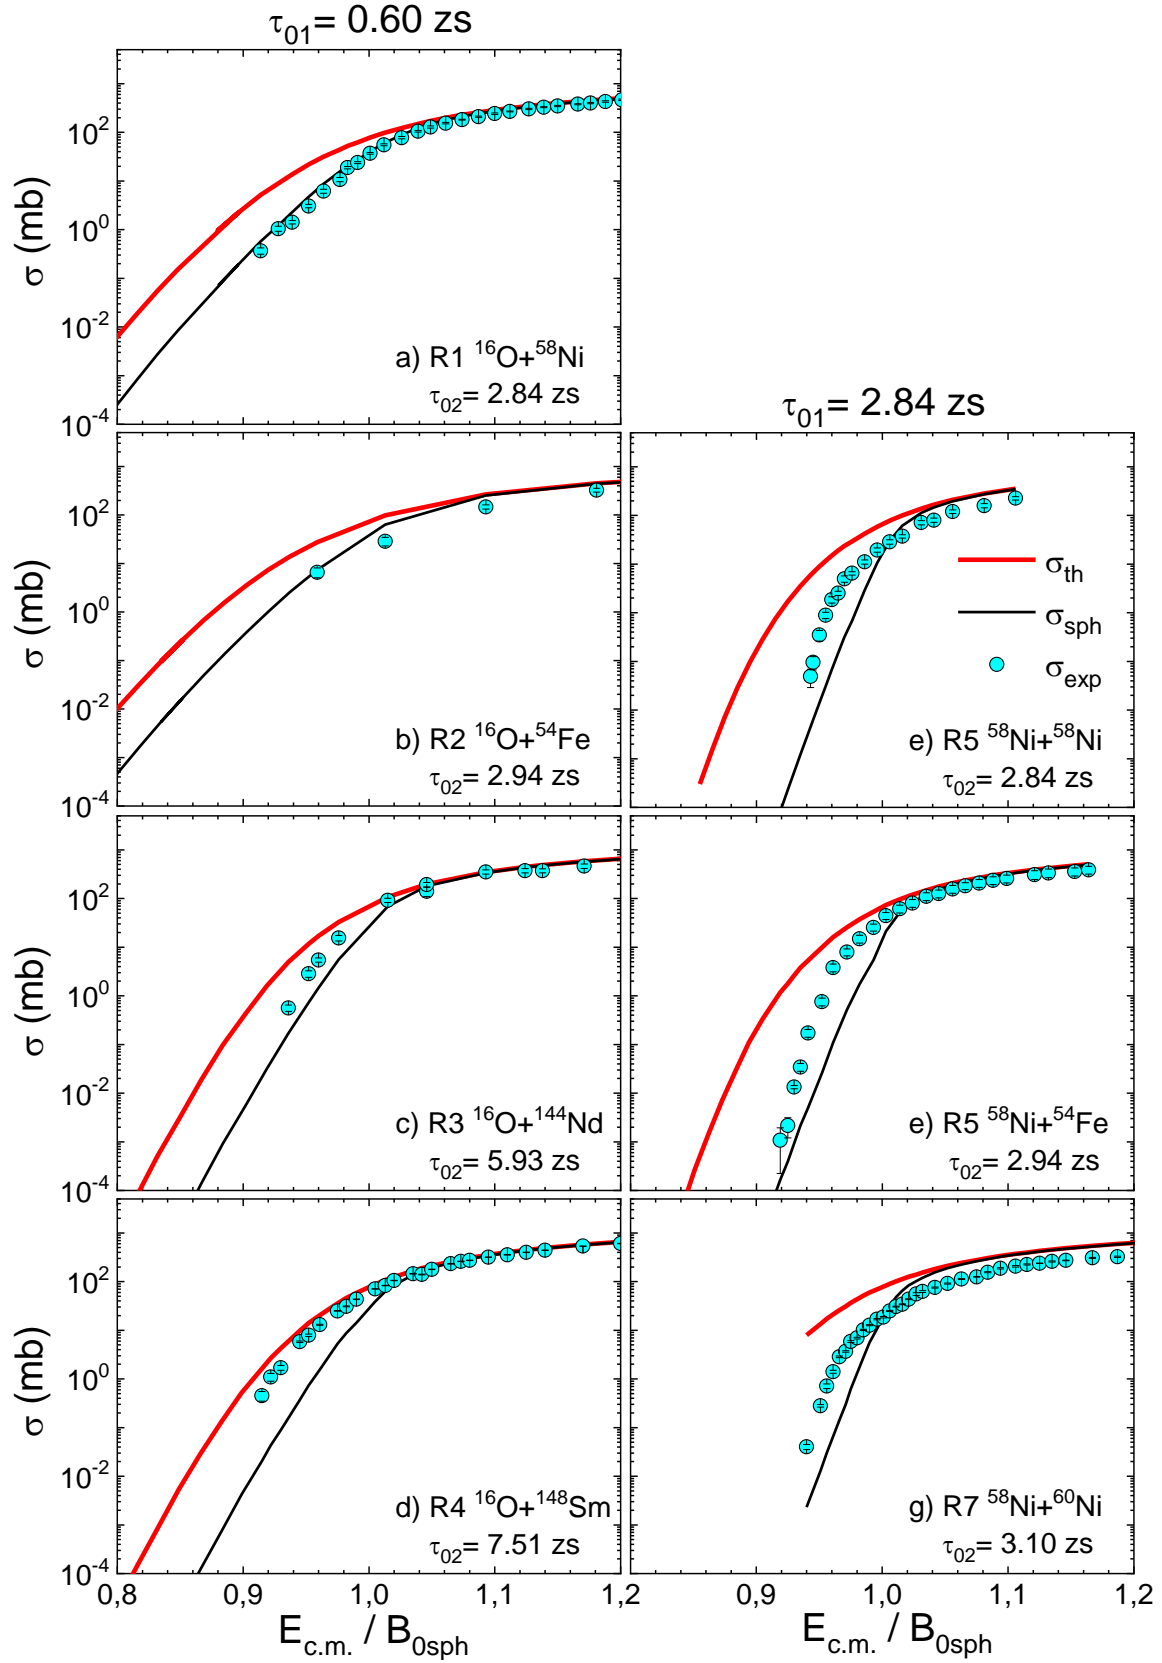 τ01= 0.60 zs
10^2
10^0
10^-2
10^-4
σ (mb)
a) R1 ^16O+^58Ni
τ02= 2.84 zs
τ01= 2.84 zs
10^2
10^0
10^-2
10^-4
σ (mb)
b) R2 ^16O+^54Fe
τ02= 2.94 zs
σth
σsph
σexp
e) R5 ^58Ni+^58Ni
τ02= 2.84 zs
10^2
10^0
10^-2
10^-4
σ (mb)
c) R3 ^16O+^144Nd
τ02= 5.93 zs
e) R5 ^58Ni+^54Fe
τ02= 2.94 zs
10^2
10^0
10^-2
10^-4
σ (mb)
d) R4 ^16O+^148Sm
τ02= 7.51 zs
g) R7 ^58Ni+^60Ni
τ02= 3.10 zs
0,8 0,9 1,0 1,1 1,2
0,9 1,0 1,1 1,2
Ec.m. / B0sph
Ec.m. / B0sph